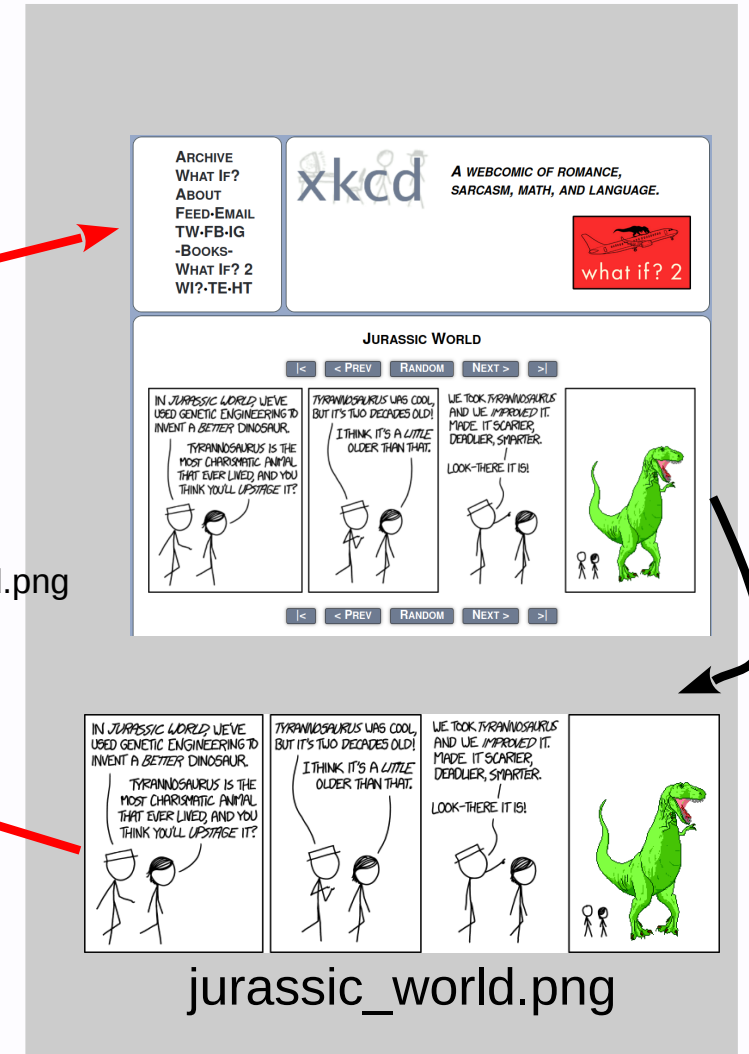 ARCHIVE
WHAT IF?
ABOUT
FEED•EMAIL
TW•FB•IG
-BOOKS-
WHAT IF? 2
WI?•TE•HT
xkcd
A WEBCOMIC OF ROMANCE,
SARCASM, MATH, AND LANGUAGE.
what if? 2
JURASSIC WORLD
|<
< PREV
RANDOM
NEXT >
>|
IN JURASSIC WORLD, WE'VE
USED GENETIC ENGINEERING TO
INVENT A BETTER DINOSAUR.
TYRANNOSAURUS IS THE
MOST CHARISMATIC ANIMAL
THAT EVER LIVED, AND YOU
THINK YOU'LL UPSTAGE IT?
TYRANNOSAURUS WAS COOL,
BUT IT'S TWO DECADES OLD!
I THINK IT'S A LITTLE
OLDER THAN THAT.
WE TOOK TYRANNOSAURUS
AND WE IMPROVED IT.
MADE IT SCARIER,
DEADLIER, SMARTER.
LOOK-THERE IT IS!
.png
|<
< PREV
RANDOM
NEXT >
>|
IN JURASSIC WORLD, WE'VE
USED GENETIC ENGINEERING TO
INVENT A BETTER DINOSAUR.
TYRANNOSAURUS IS THE
MOST CHARISMATIC ANIMAL
THAT EVER LIVED, AND YOU
THINK YOU'LL UPSTAGE IT?
TYRANNOSAURUS WAS COOL,
BUT IT'S TWO DECADES OLD!
I THINK IT'S A LITTLE
OLDER THAN THAT.
WE TOOK TYRANNOSAURUS
AND WE IMPROVED IT.
MADE IT SCARIER,
DEADLIER, SMARTER.
LOOK-THERE IT IS!
jurassic_world.png